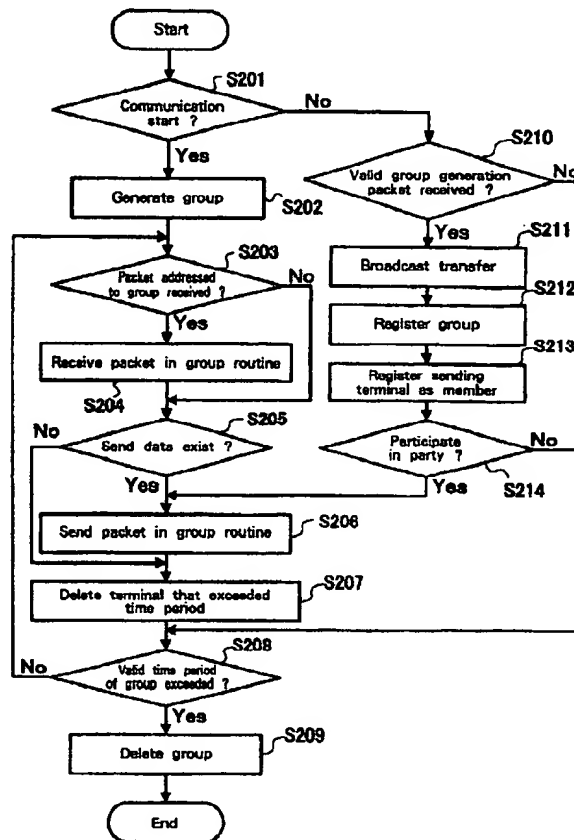 Start
S201
Communication
start ?
No
Yes
S210
Valid group generation
packet received ?
No
Generate group
S202
Yes
S211
Broadcast transfer
S203
Packet addressed
to group received ?
No
S212
Register group
Yes
S213
Receive packet in group routine
S204
Register sending
terminal as member
S205
No
Send data exist ?
Participate
in party ?
No
S214
Yes
Yes
S206
Send packet in group routine
S207
Delete terminal that exceeded
time period
S208
No
Valid time period
of group exceeded ?
Yes
S209
Delete group
End